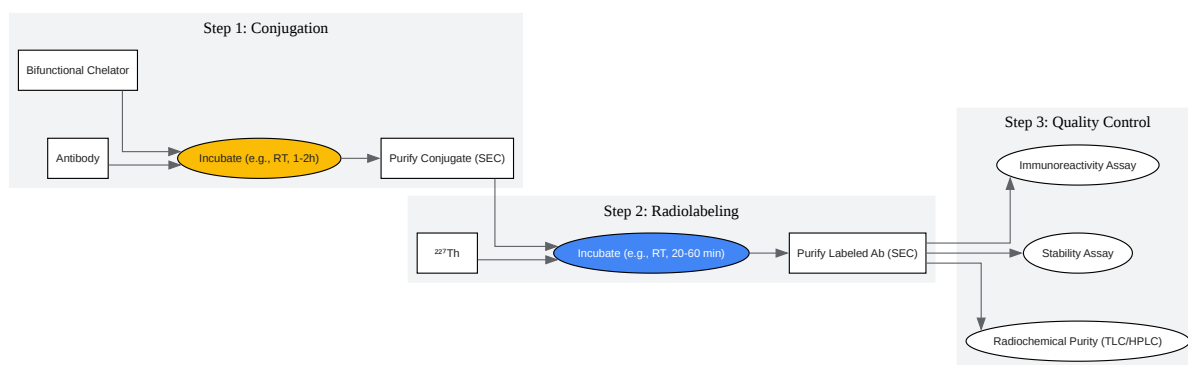 Step 1: Conjugation
Bifunctional Chelator
Antibody
Incubate (e.g., RT, 1-2h)
Purify Conjugate (SEC)
Step 2: Radiolabeling
²²⁷Th
Incubate (e.g., RT, 20-60 min)
Purify Labeled Ab (SEC)
Step 3: Quality Control
Immunoreactivity Assay
Stability Assay
Radiochemical Purity (TLC/HPLC)